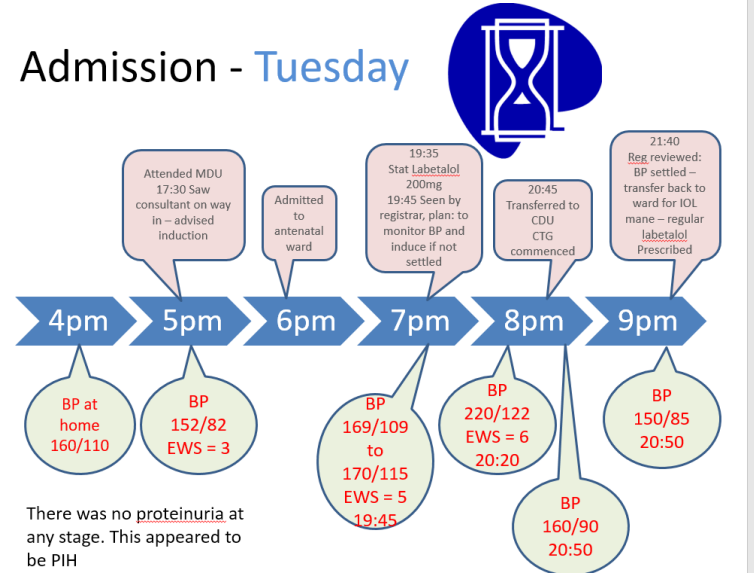 Admission - Tuesday
Attended MDU
17:30 Saw
consultant on way
in – advised
induction
Admitted
to
antenatal
ward
19:35
Stat Labetalol
200mg
19:45 Seen by
registrar, plan: to
monitor BP and
induce if not
settled
20:45
Transferred to
CDU
CTG
commenced
21:40
Reg reviewed:
BP settled –
transfer back to
ward for IOL
mane – regular
labetalol
Prescribed
4pm
5pm
6pm
7pm
8pm
9pm
BP at
home
160/110
BP
152/82
EWS = 3
BP
169/109
to
170/115
EWS = 5
19:45
BP
220/122
EWS = 6
20:20
BP
160/90
20:50
BP
150/85
20:50
There was no proteinuria at
any stage. This appeared to
be PIH